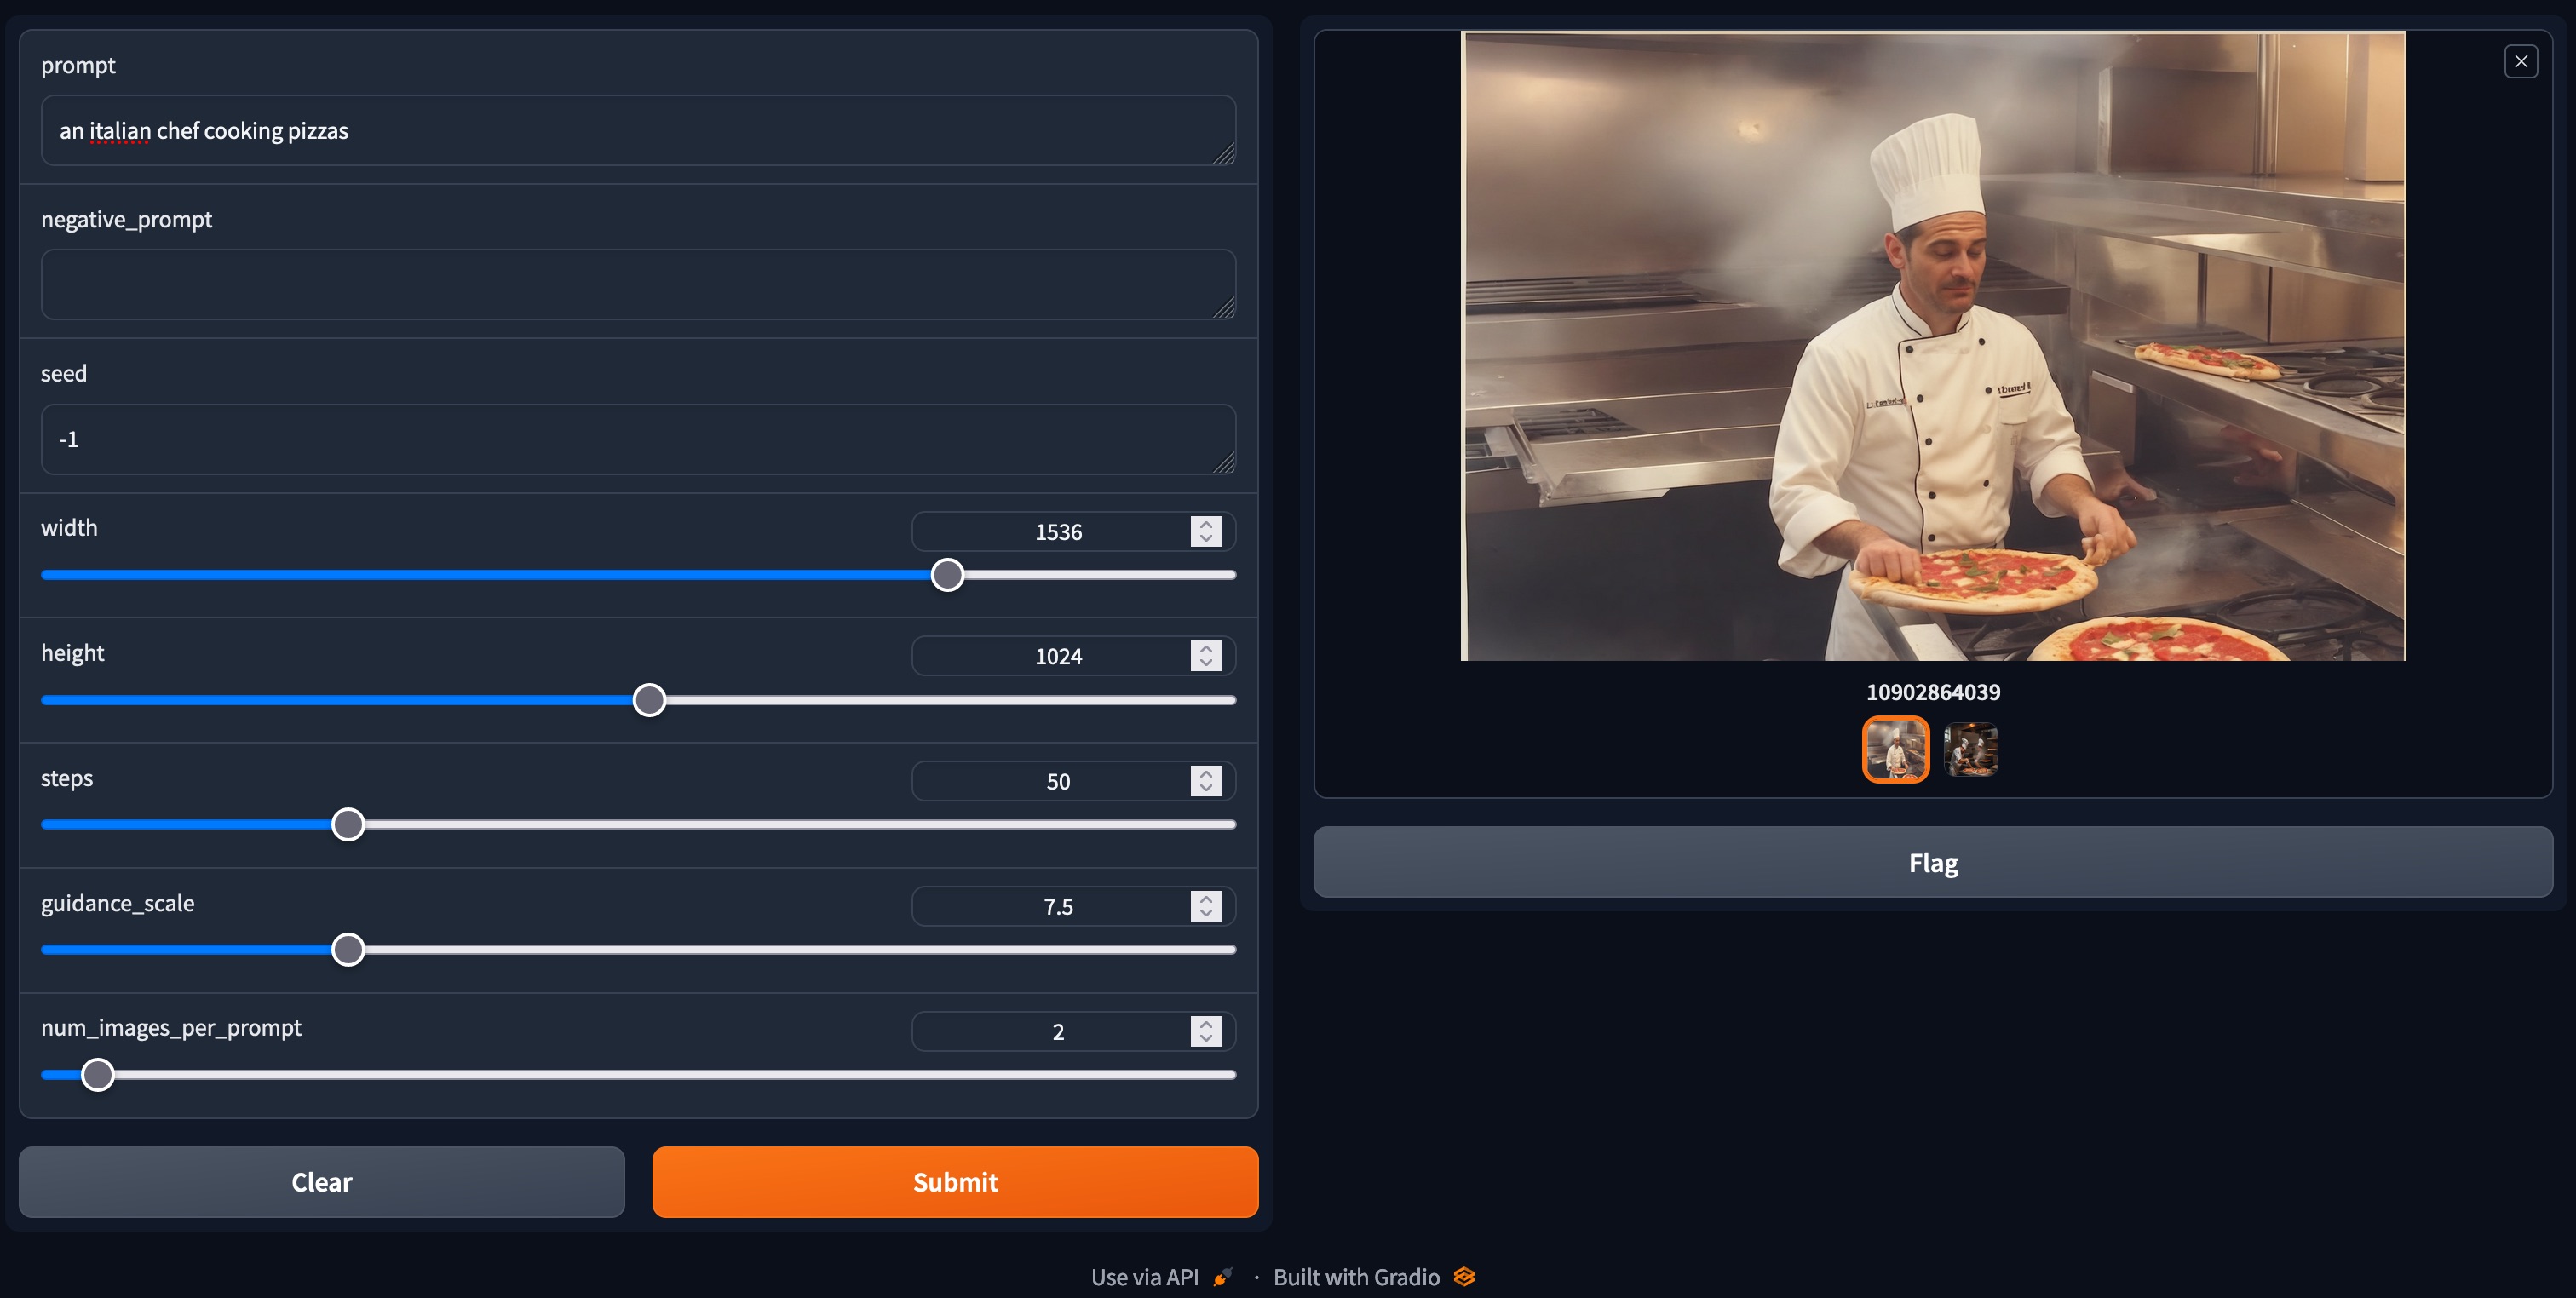 prompt
an italian chef cooking pizzas
negative_prompt
seed
-1
width
1536
height
1024
steps
50
guidance_scale
7.5
num_images_per_prompt
2
Clear
Submit
10902864039
Flag
Use via API · Built with Gradio